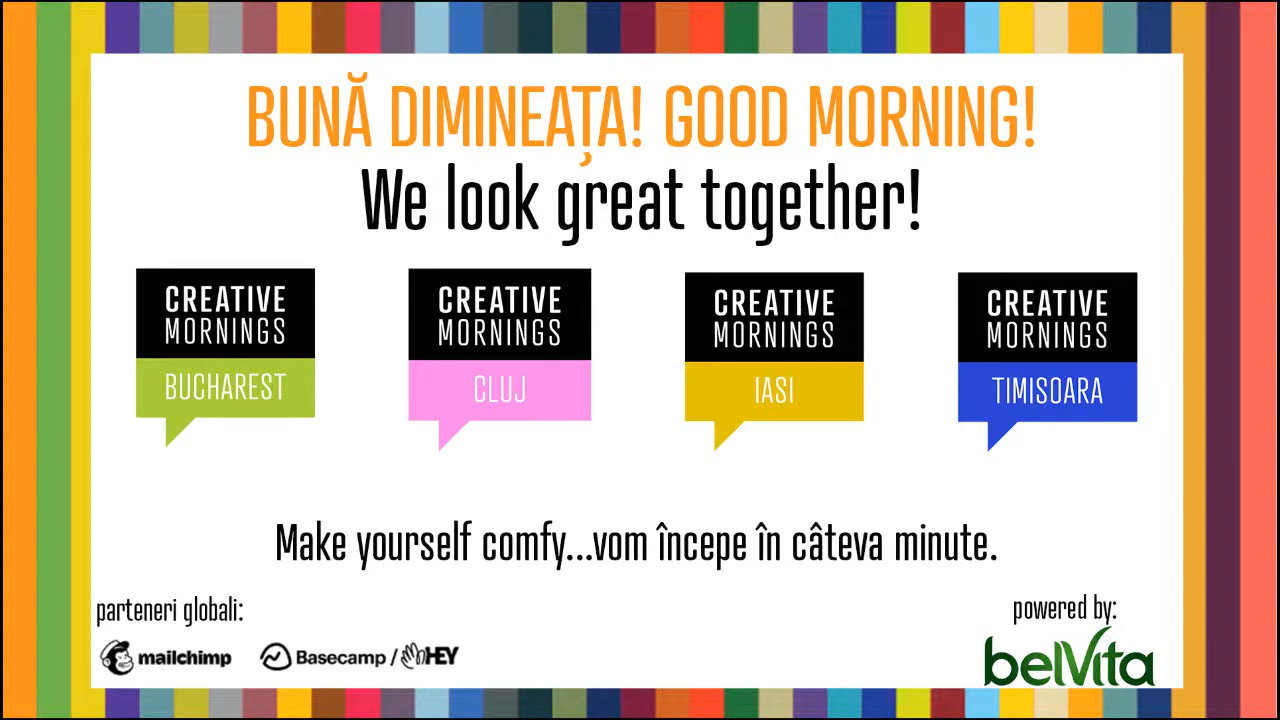 BUNĂ DIMINEAȚA! GOOD MORNING!
We look great together!
CREATIVE
MORNINGS
BUCHAREST
CREATIVE
MORNINGS
CLUJ
CREATIVE
MORNINGS
IASI
CREATIVE
MORNINGS
TIMISOARA
Make yourself comfy...vom începe în câteva minute.
parteneri globali:
mailchimp
Basecamp / HEY
powered by:
belVita